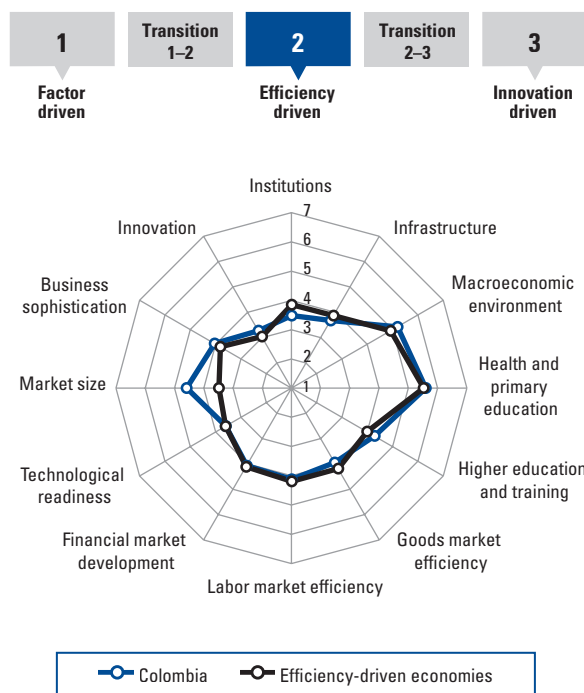 1
Transition
1–2
2
Transition
2–3
3
Factor
driven
Efficiency
driven
Innovation
driven
Institutions
7
Innovation
Infrastructure
6
5
Business
sophistication
Macroeconomic
environment
4
3
2
Market size
1
Health and
primary
education
Technological
readiness
Higher education
and training
Financial market
development
Goods market
efficiency
Labor market efficiency
Colombia
Efficiency-driven economies